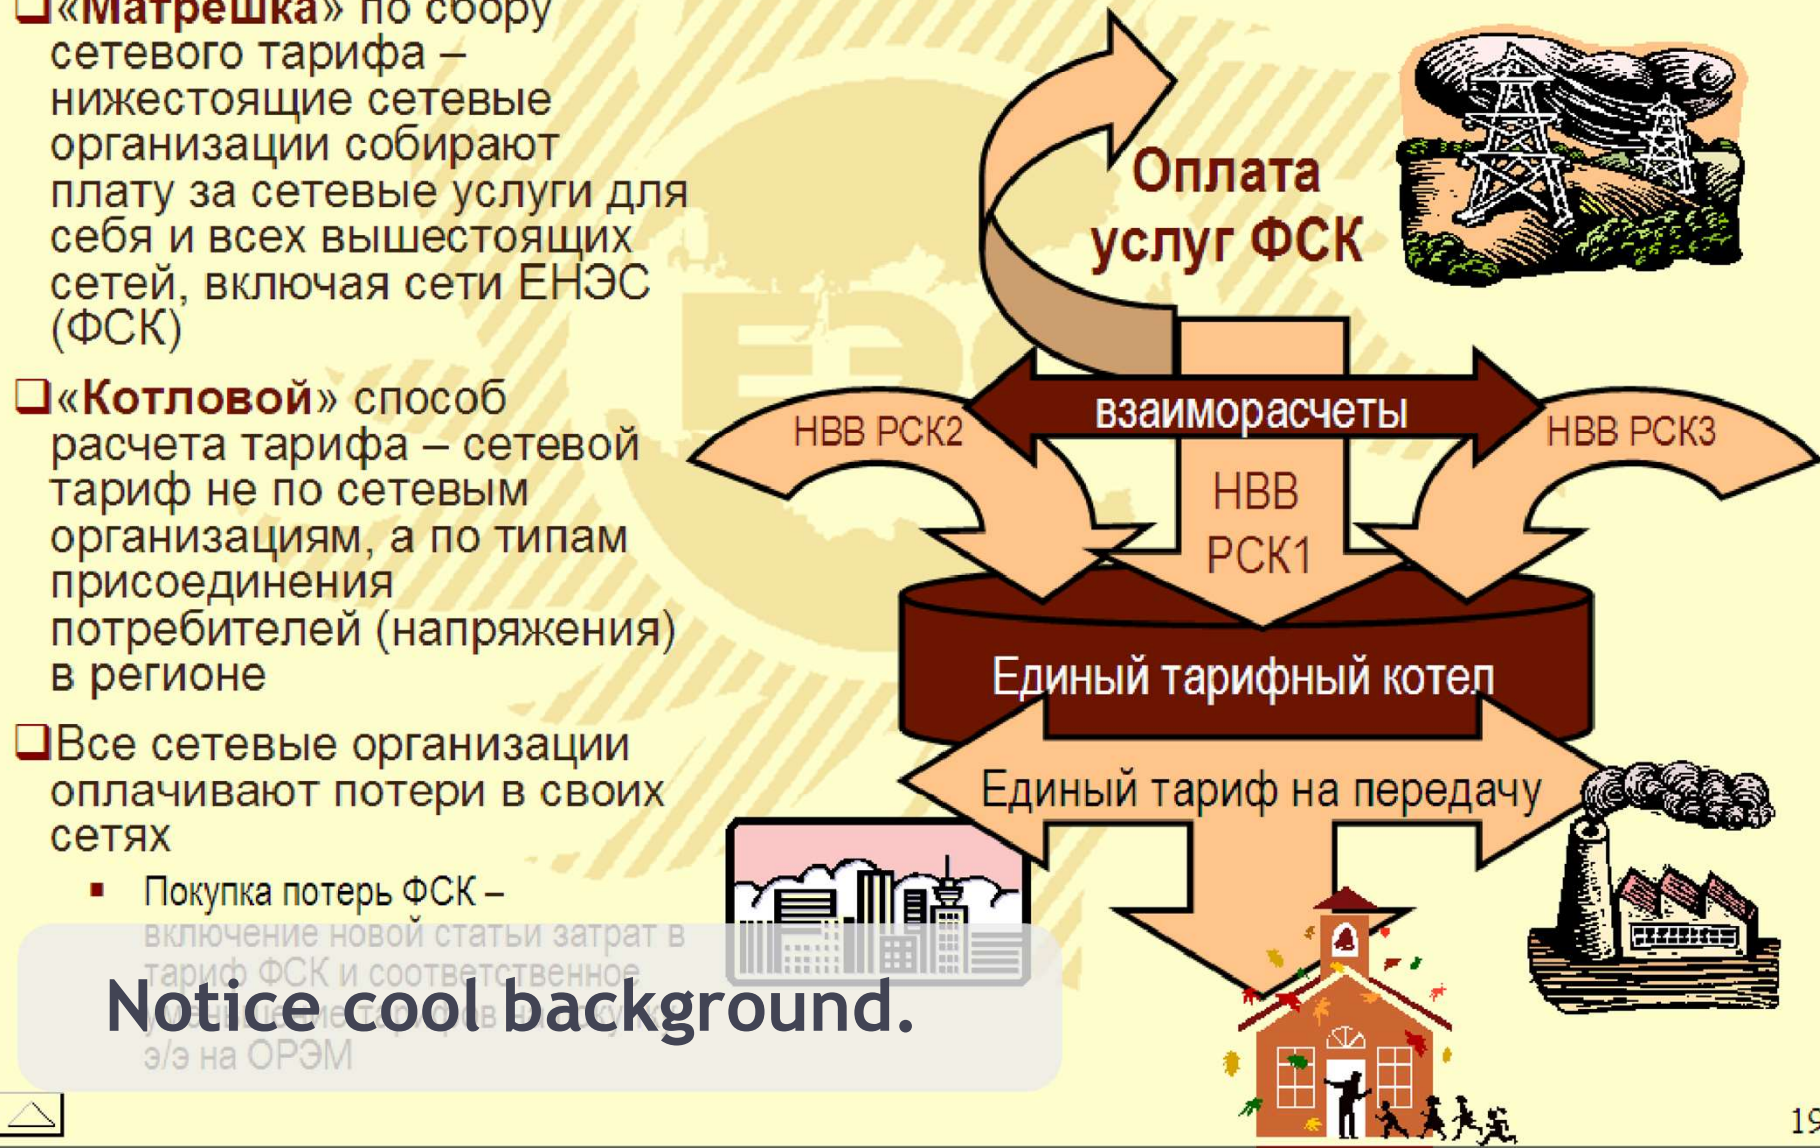 «Матрешка» по сбору
сетевого тарифа –
нижестоящие сетевые
организации собирают
плату за сетевые услуги для
себя и всех вышестоящих
сетей, включая сети ЕНЭС
(ФСК)
«Котловой» способ
расчета тарифа – сетевой
тариф не по сетевым
организациям, а по типам
присоединения
потребителей (напряжения)
в регионе
Все сетевые организации
оплачивают потери в своих
сетях
Покупка потерь ФСК –
включение новой статьи затрат в
тариф ФСК и соответственное
э/э на ОРЭМ
Notice cool background.
Оплата
услуг ФСК
взаиморасчеты
НВВ РСК2
НВВ РСК3
НВВ
РСК1
Единый тарифный котел
Единый тариф на передачу
ЕЭС
19